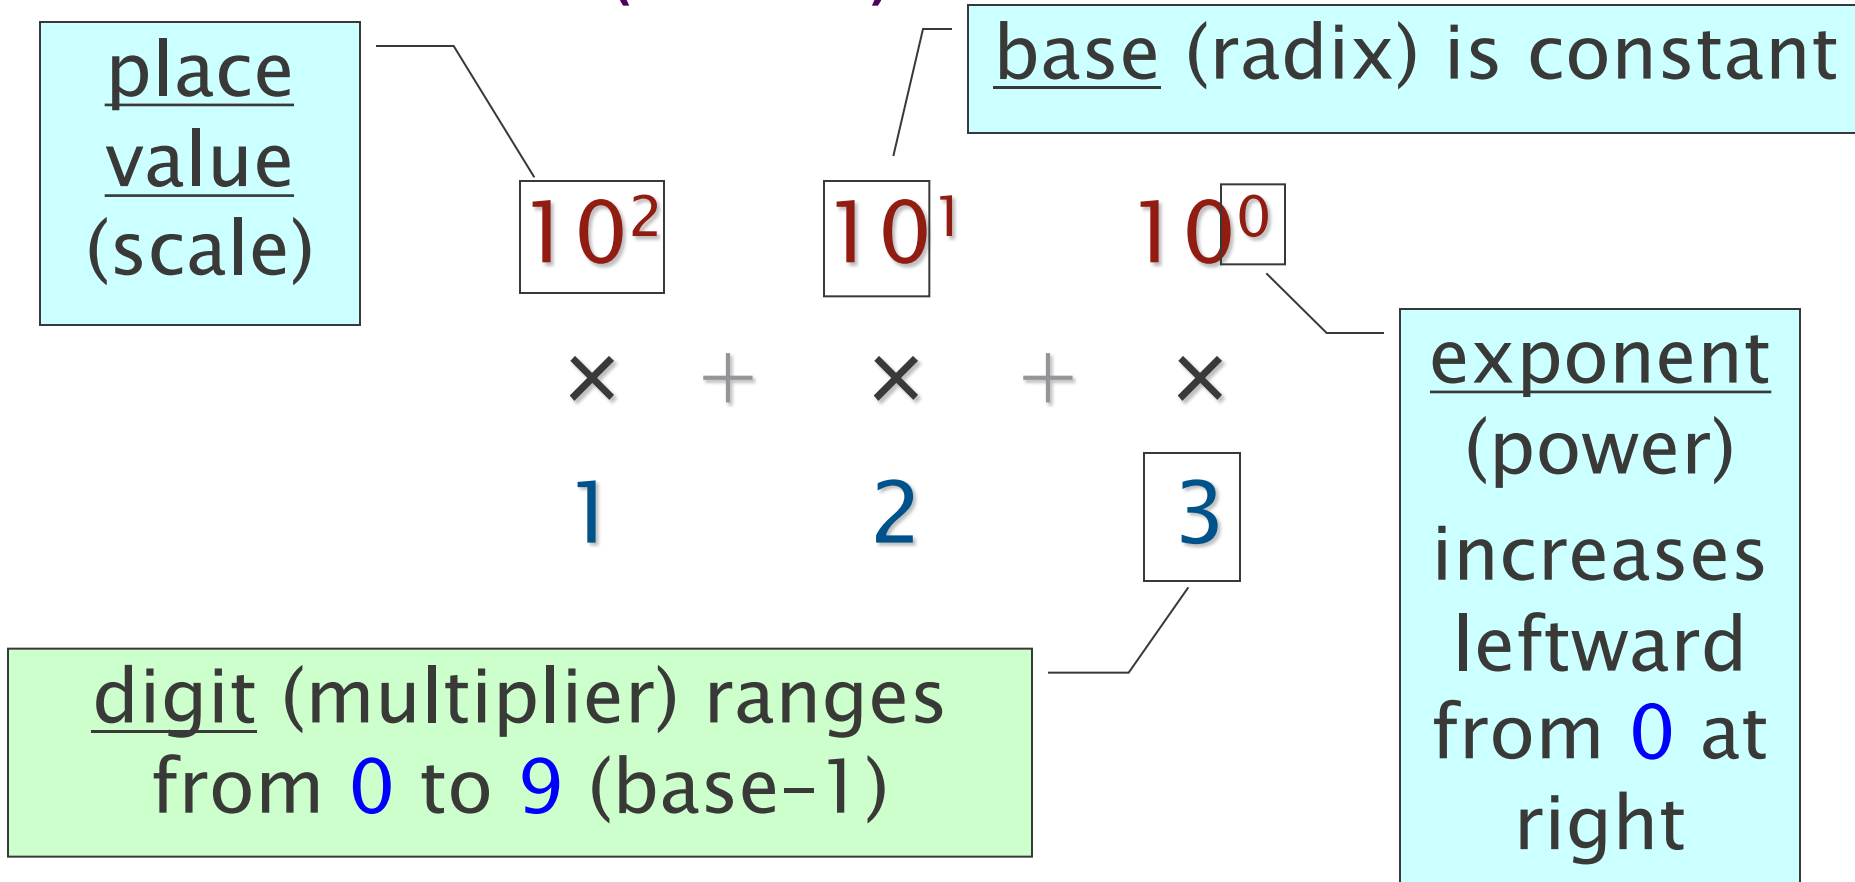 place
value
(scale)
base (radix) is constant
10² 10¹ 10⁰
× + × + ×
1 2 3
exponent
(power)
increases
leftward
from 0 at
right
digit (multiplier) ranges
from 0 to 9 (base-1)